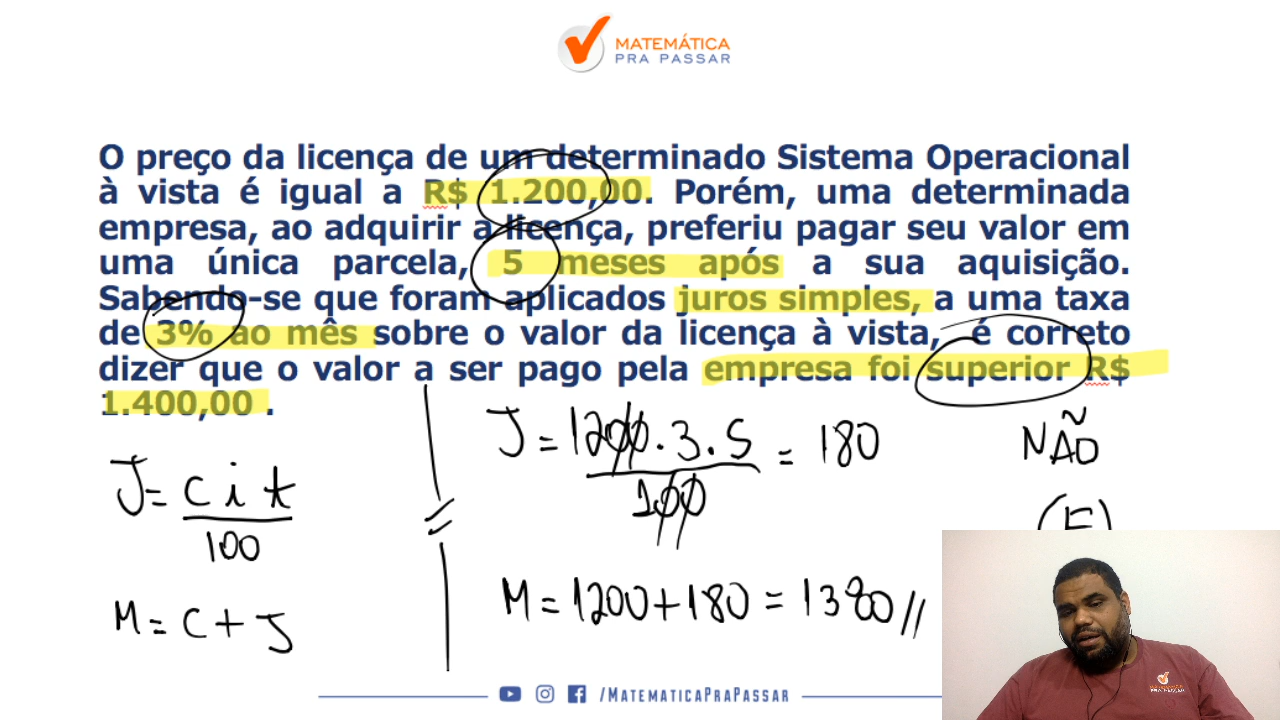 MATEMÁTICA
PRA PASSAR
O preço da licença de um determinado Sistema Operacional
à vista é igual a R$ 1.200,00. Porém, uma determinada
empresa, ao adquirir a licença, preferiu pagar seu valor em
uma única parcela, 5 meses após a sua aquisição.
Sabendo-se que foram aplicados juros simples, a uma taxa
de 3% ao mês sobre o valor da licença à vista, é correto
dizer que o valor a ser pago pela empresa foi superior R$
1.400,00 .
J = 1200.3.5 = 180
100
NÃO
J = c i t
100
(F)
M = 1200 + 180 = 1380 //
M = C + J
/MATEMATICAPRAPASSAR
MATEMÁTICA
PRA PASSAR